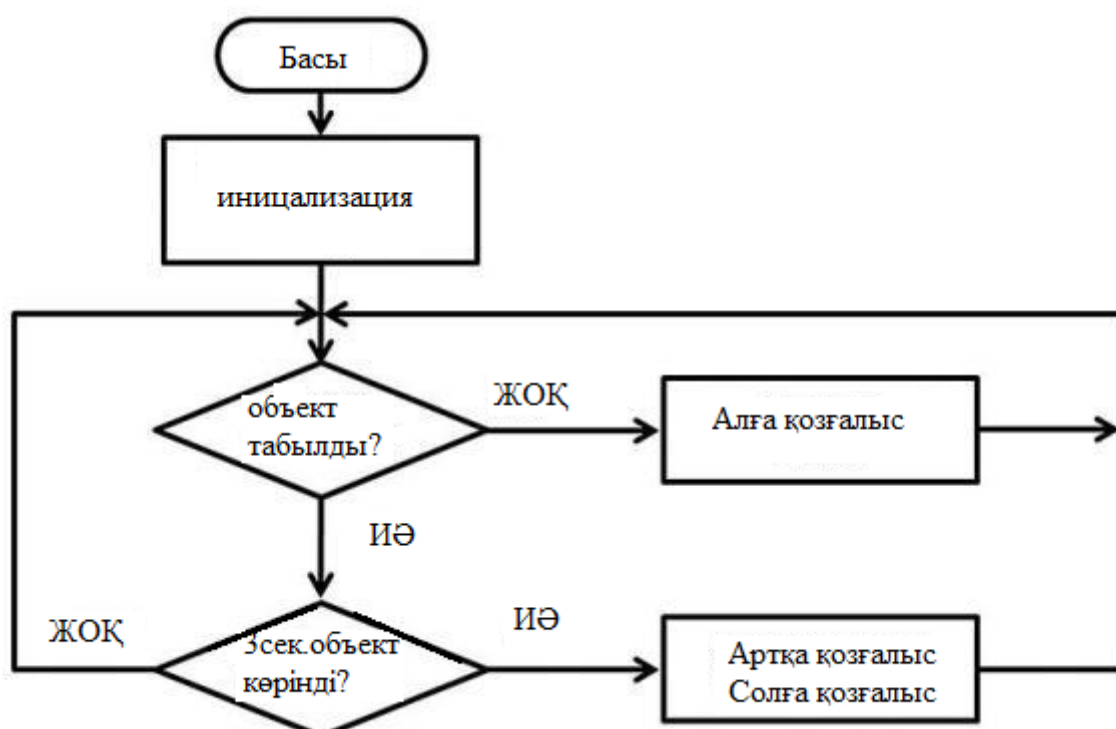 Басы
иницализация
объект
табылды?
ЖОҚ
Алға қозғалыс
ИӘ
ЖОҚ
3сек.объект
көрінді?
ИӘ
Артқа қозғалыс
Солға қозғалыс